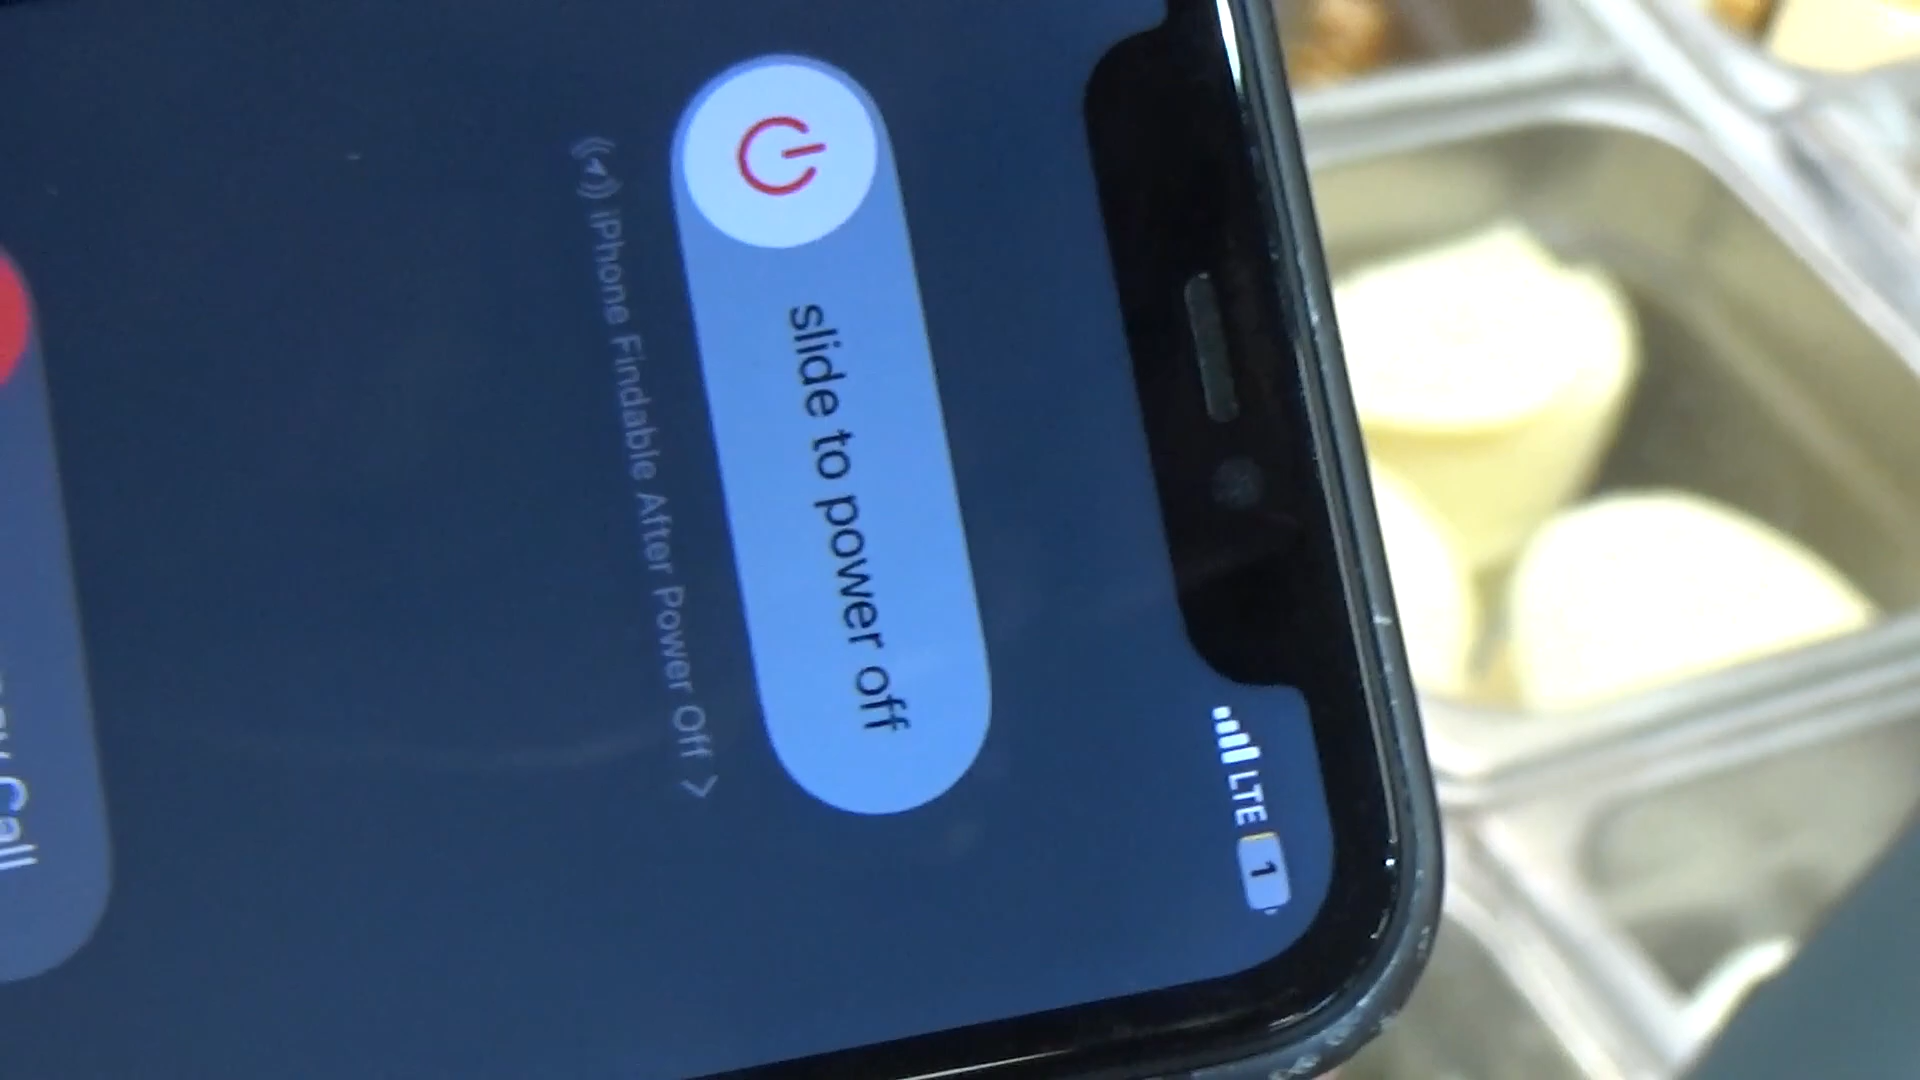 LTE 1
slide to power off
iPhone Findable After Power Off >
Call